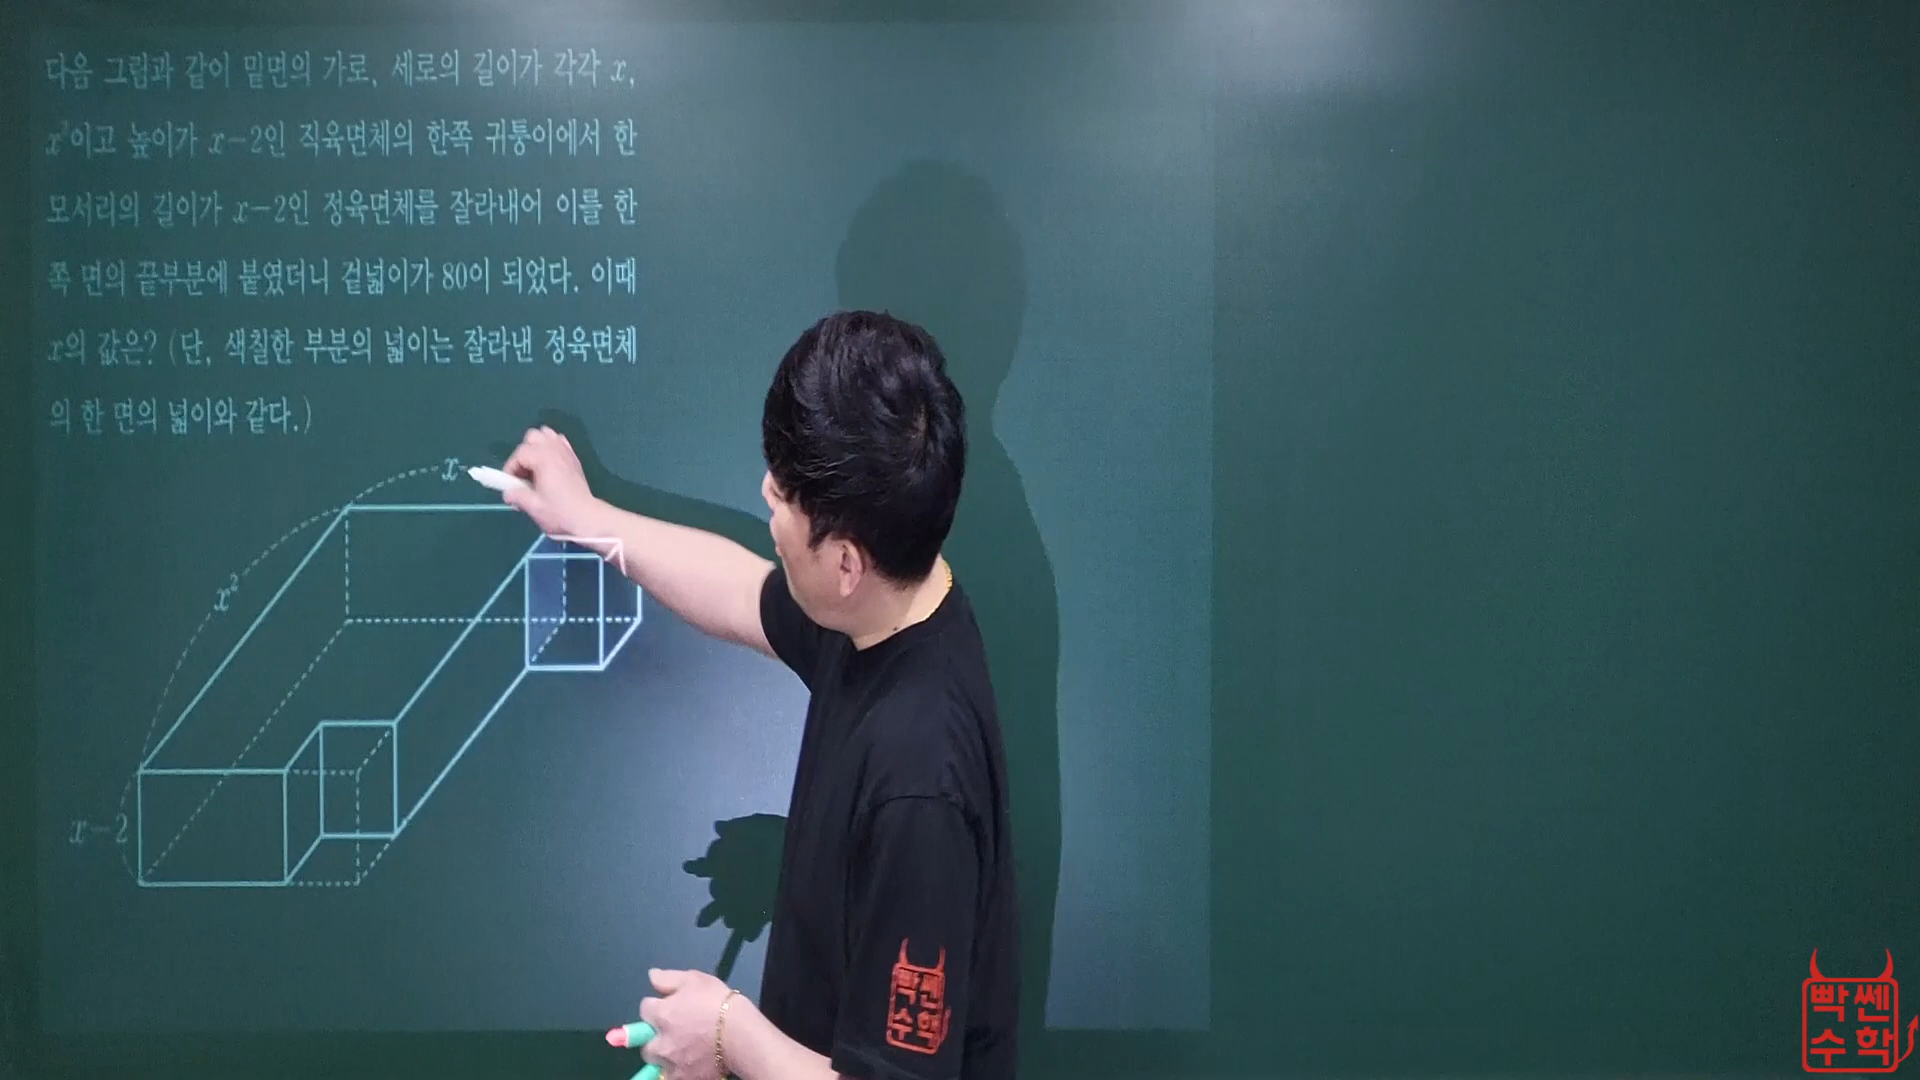 다음 그림과 같이 밑면의 가로, 세로의 길이가 각각 x,
x²이고 높이가 x−2인 직육면체의 한쪽 귀퉁이에서 한
모서리의 길이가 x−2인 정육면체를 잘라내어 이를 한
쪽 면의 끝부분에 붙였더니 겉넓이가 80이 되었다. 이때
x의 값은? (단, 색칠한 부분의 넓이는 잘라낸 정육면체
의 한 면의 넓이와 같다.)
x
x²
x−2
빡쎈
수학
빡쎈
수학